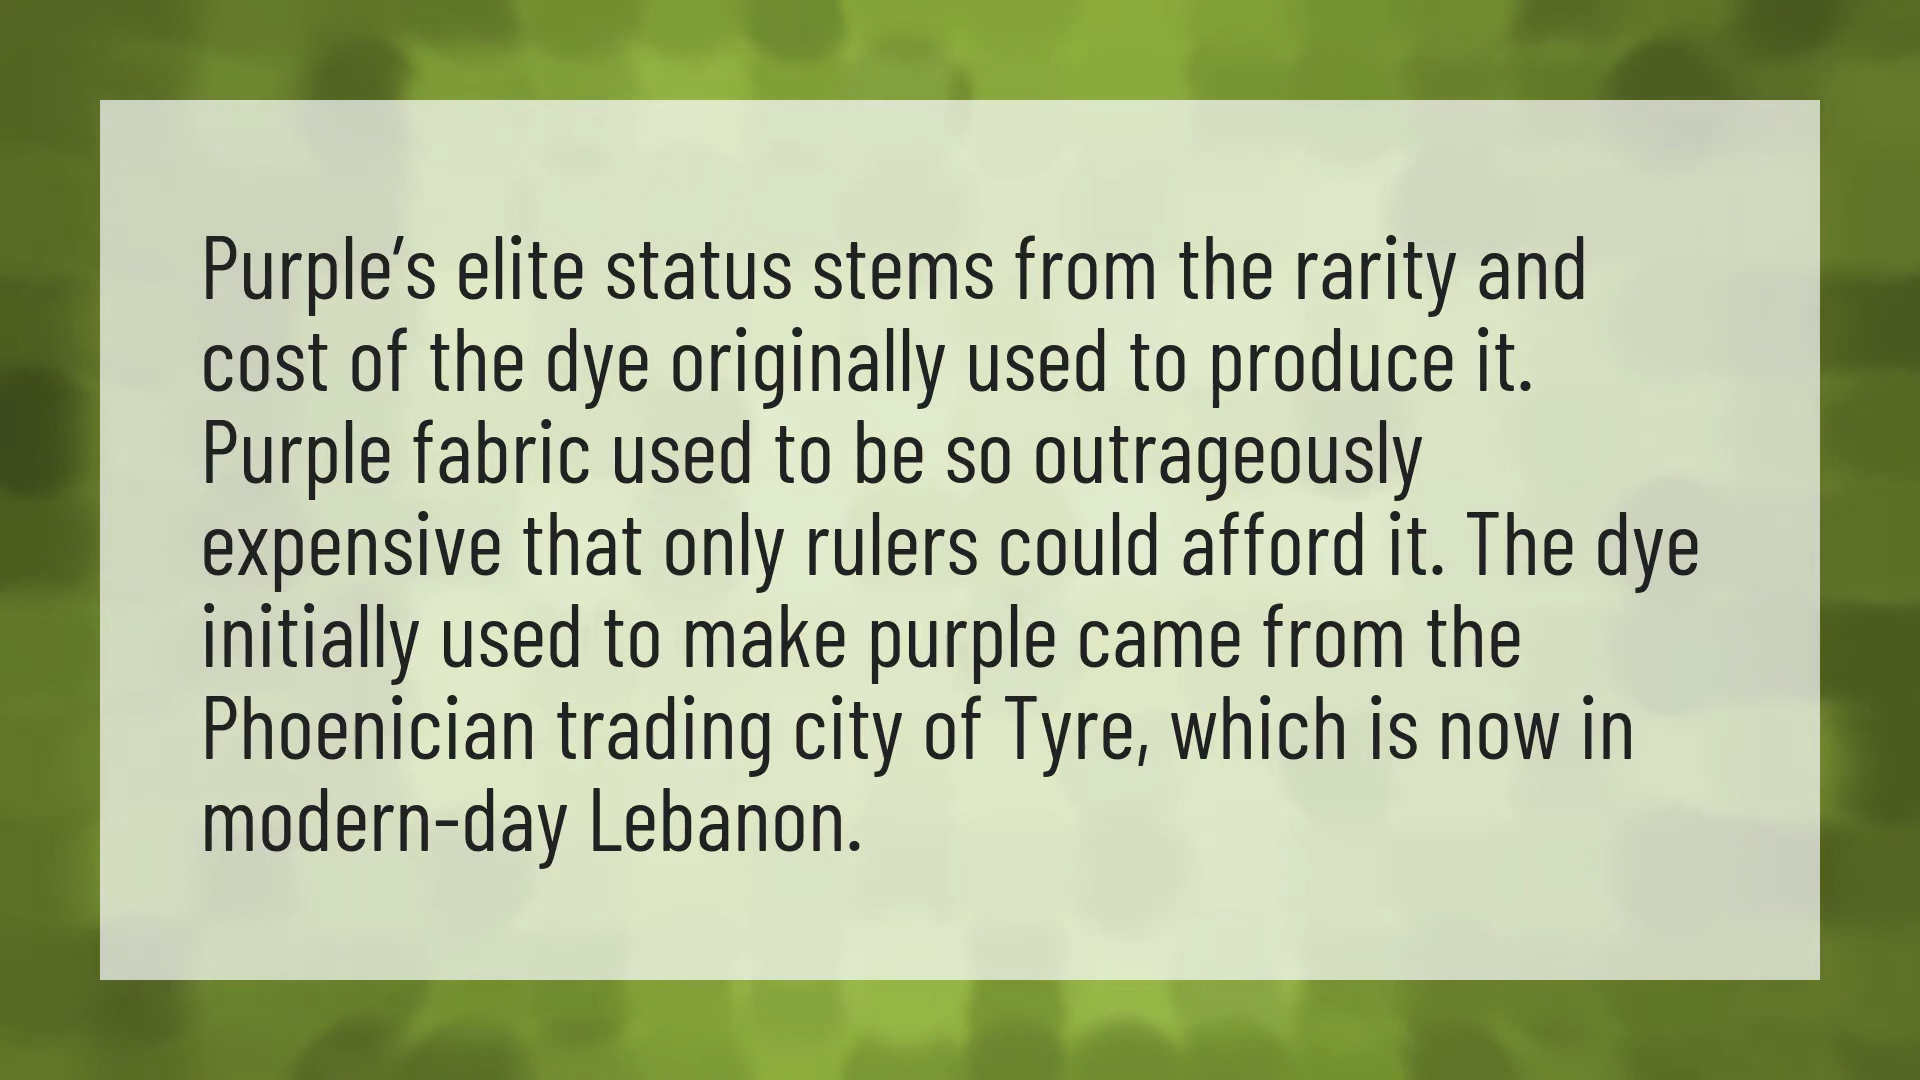 Purple’s elite status stems from the rarity and
cost of the dye originally used to produce it.
Purple fabric used to be so outrageously
expensive that only rulers could afford it. The dye
initially used to make purple came from the
Phoenician trading city of Tyre, which is now in
modern-day Lebanon.